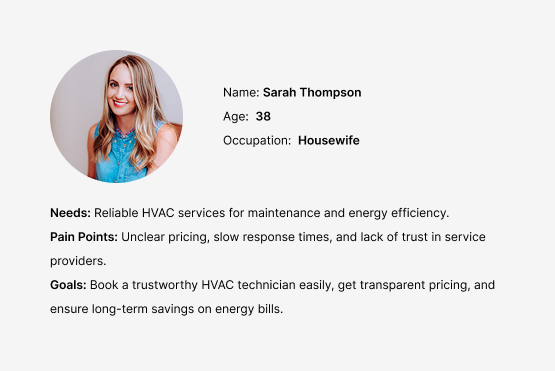 Name: Sarah Thompson
Age: 38
Occupation: Housewife
Needs: Reliable HVAC services for maintenance and energy efficiency.
Pain Points: Unclear pricing, slow response times, and lack of trust in service
providers.
Goals: Book a trustworthy HVAC technician easily, get transparent pricing, and
ensure long-term savings on energy bills.